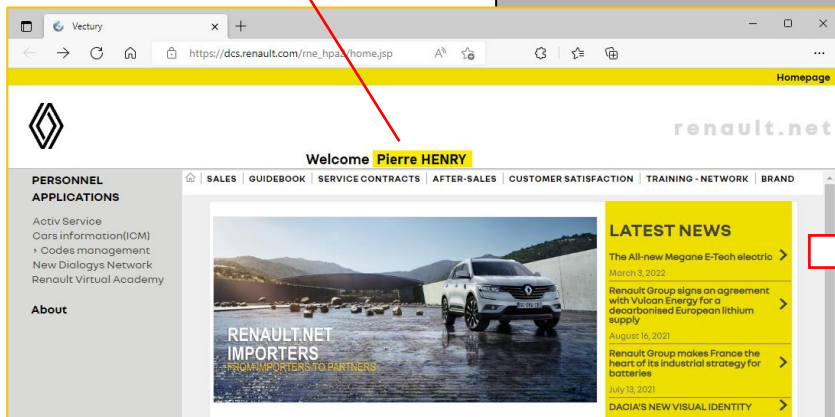 Vectury
https://dcs.renault.com/rne_hpa2/home.jsp
Homepage
renault.net
Welcome Pierre HENRY
PERSONNEL
APPLICATIONS
Activ Service
Cars information(ICM)
› Codes management
New Dialogys Network
Renault Virtual Academy
About
SALES GUIDEBOOK SERVICE CONTRACTS AFTER-SALES CUSTOMER SATISFACTION TRAINING - NETWORK BRAND
RENAULT.NET
IMPORTERS
FROM IMPORTERS TO PARTNERS
LATEST NEWS
The All-new Megane E-Tech electric
March 3, 2022
Renault Group signs an agreement
with Vulcan Energy for a
decarbonised European lithium
supply
August 16, 2021
Renault Group makes France the
heart of its industrial strategy for
batteries
July 13, 2021
DACIA'S NEW VISUAL IDENTITY